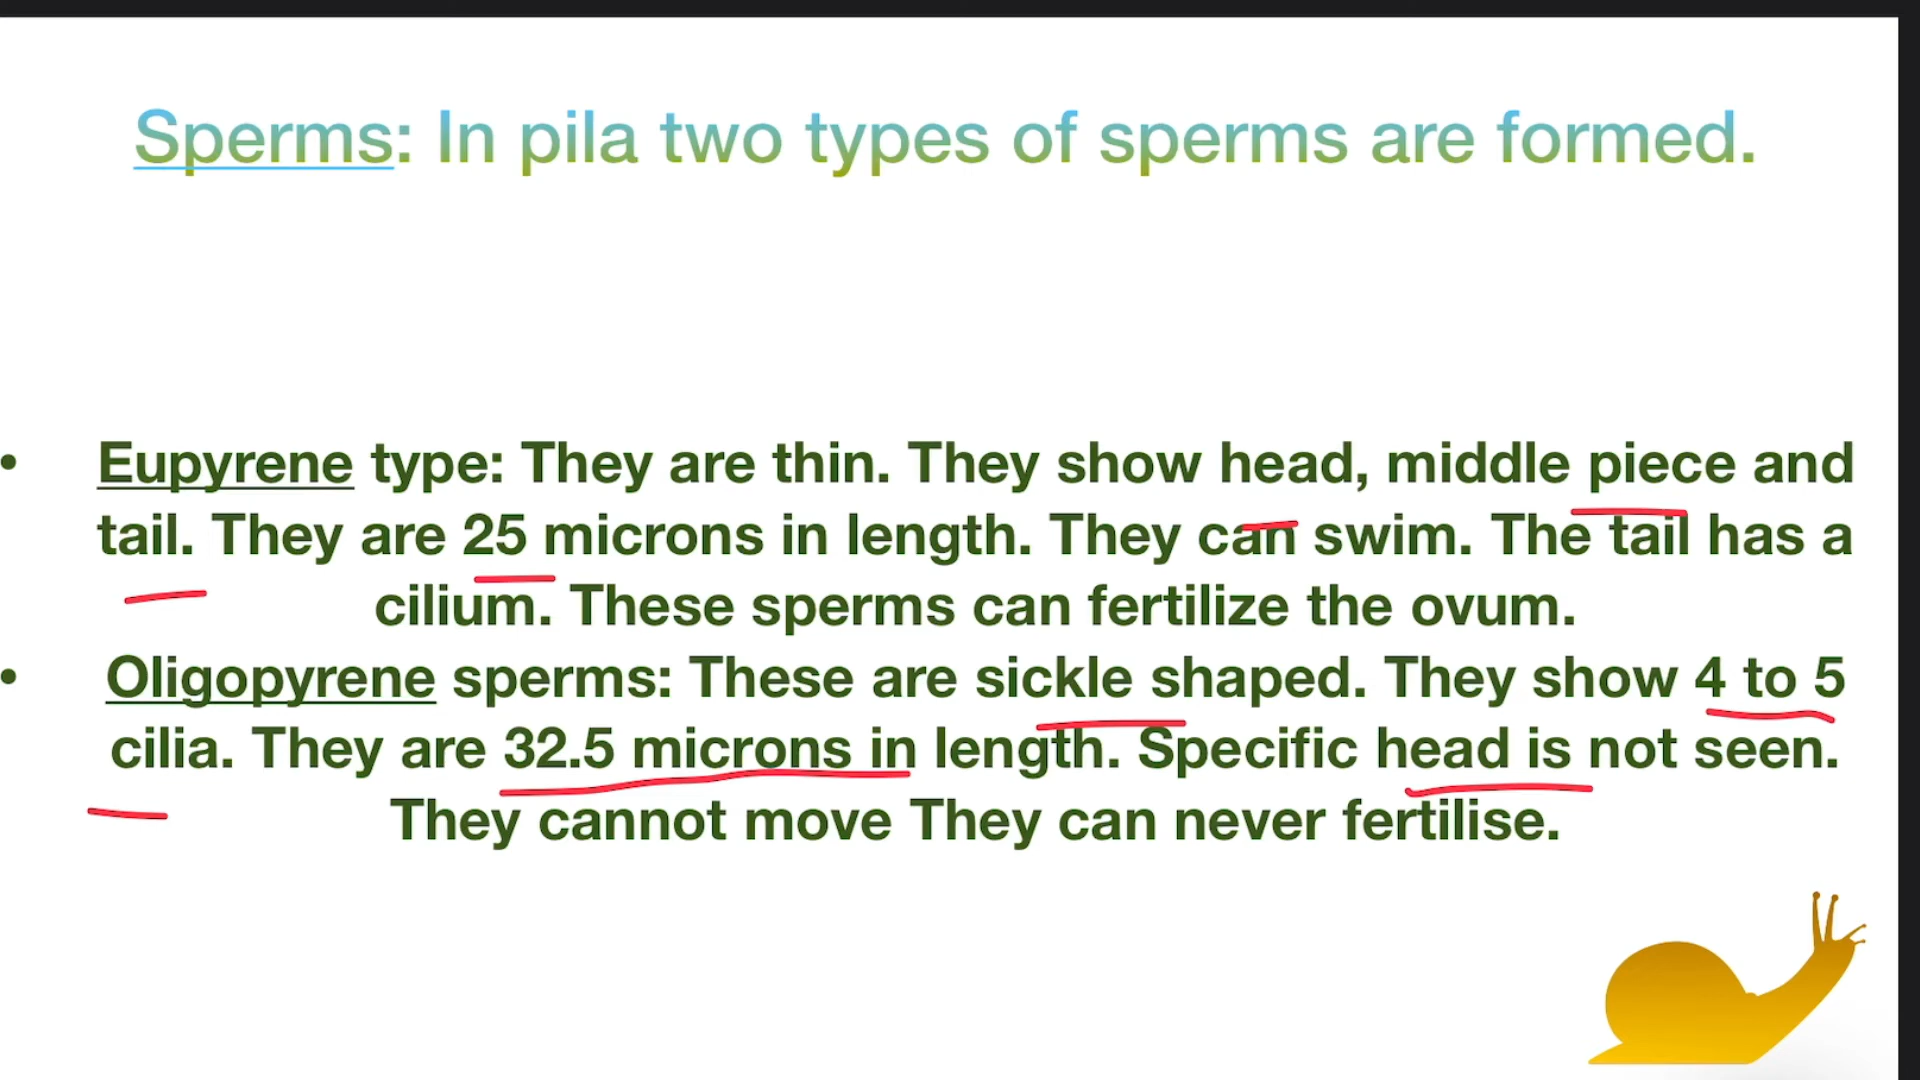 Sperms: In pila two types of sperms are formed.
• Eupyrene type: They are thin. They show head, middle piece and
tail. They are 25 microns in length. They can swim. The tail has a
cilium. These sperms can fertilize the ovum.
• Oligopyrene sperms: These are sickle shaped. They show 4 to 5
cilia. They are 32.5 microns in length. Specific head is not seen.
They cannot move They can never fertilise.